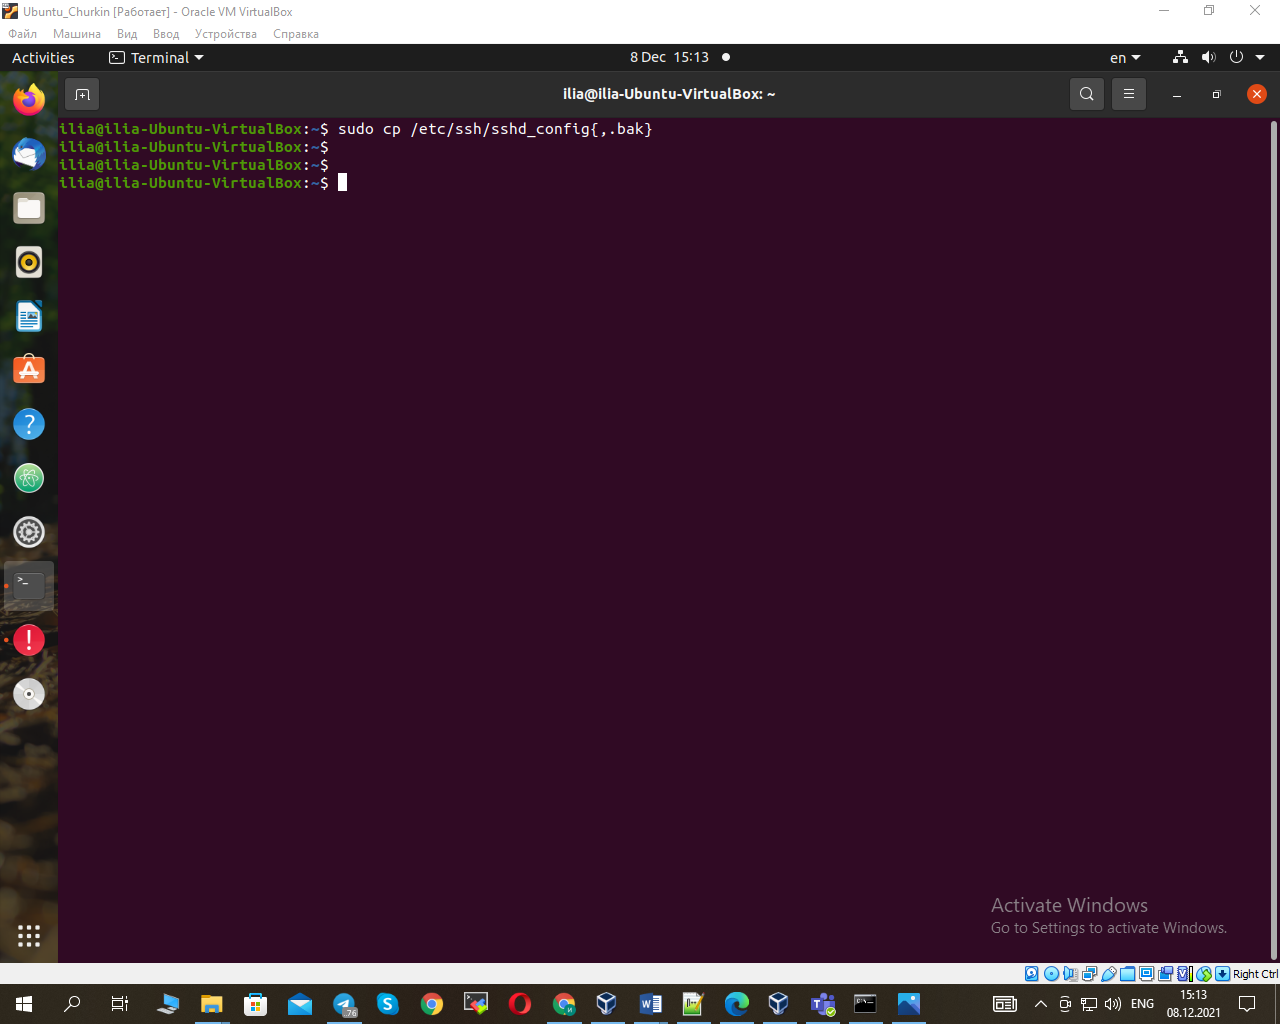 Ubuntu_Churkin [Работает] - Oracle VM VirtualBox
Файл Машина Вид Ввод Устройства Справка
Activities Terminal 8 Dec 15:13 en
ilia@ilia-Ubuntu-VirtualBox: ~
ilia@ilia-Ubuntu-VirtualBox:~$ sudo cp /etc/ssh/sshd_config{,.bak}
ilia@ilia-Ubuntu-VirtualBox:~$
ilia@ilia-Ubuntu-VirtualBox:~$
ilia@ilia-Ubuntu-VirtualBox:~$
Activate Windows
Go to Settings to activate Windows.
Right Ctrl
76
ENG
15:13
08.12.2021